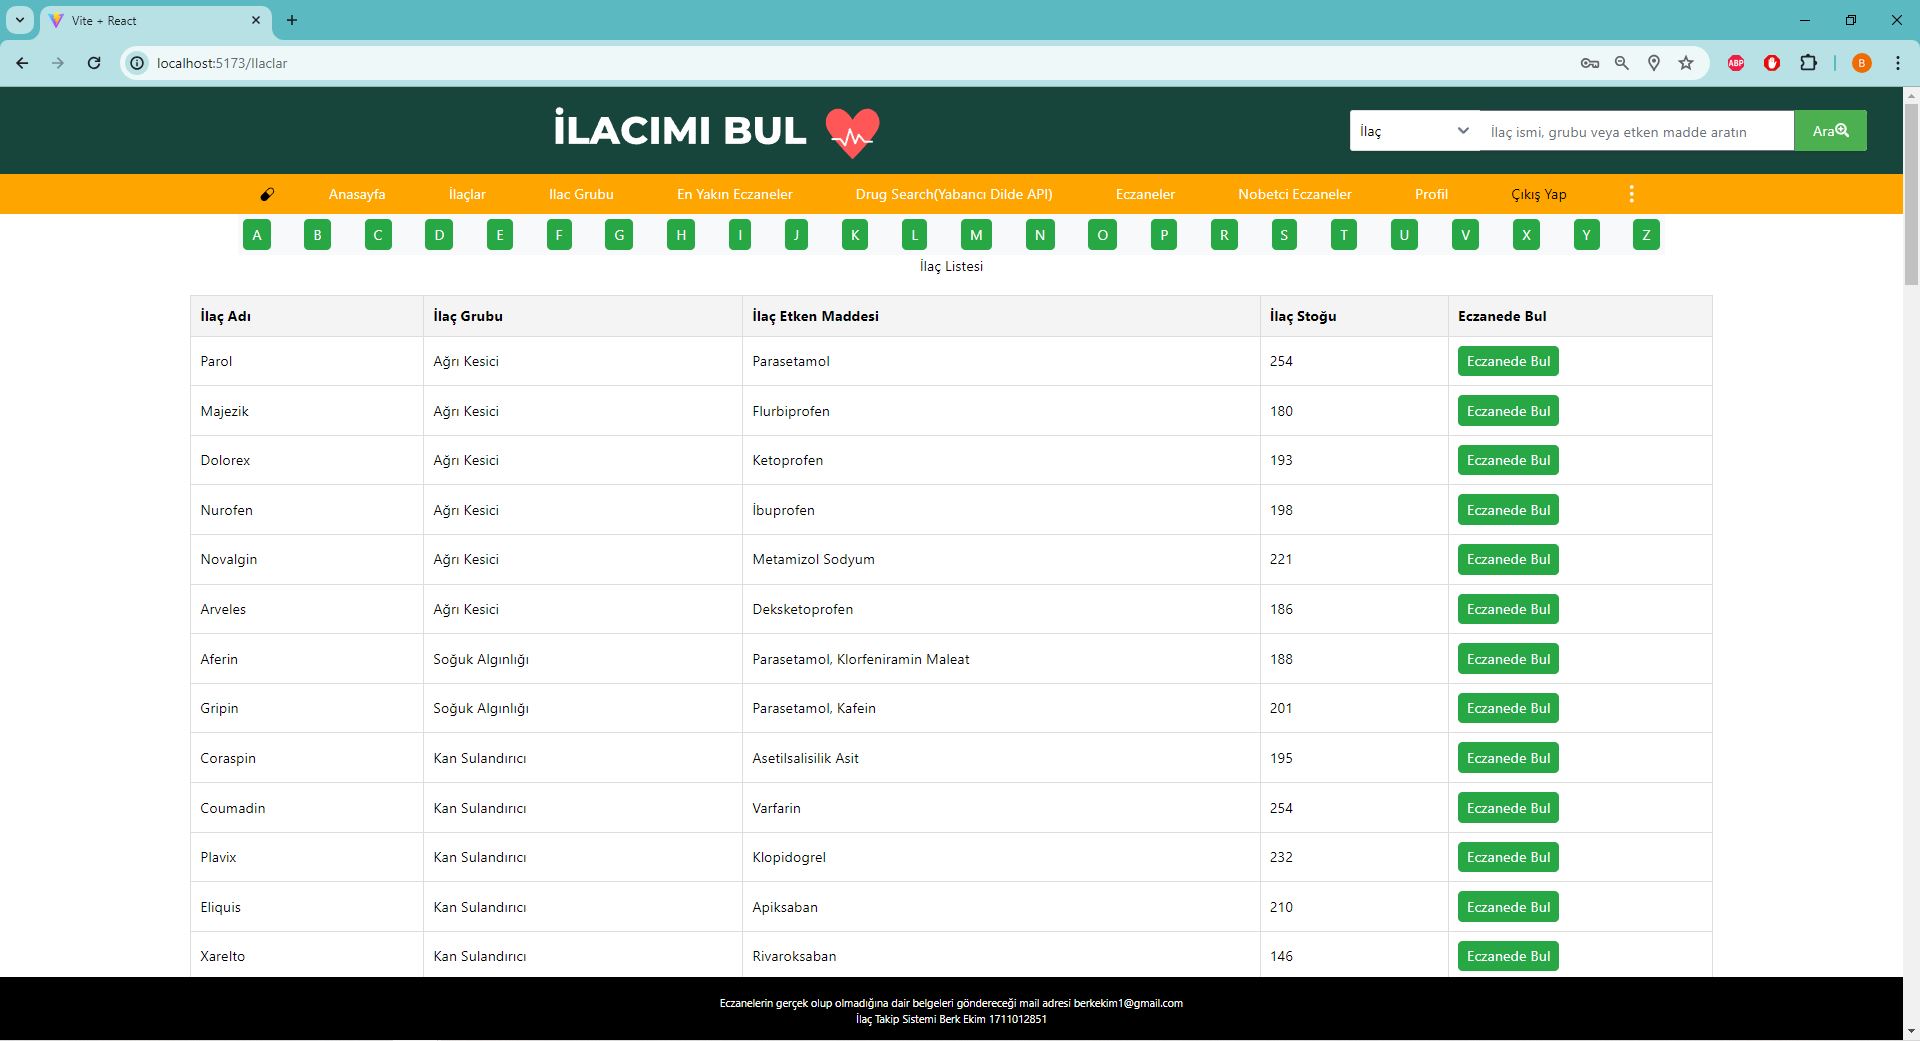 Vite + React
localhost:5173/Ilaclar
ABP
B
İLACIMI BUL
İlaç
İlaç ismi, grubu veya etken madde aratın
Ara
Anasayfa İlaçlar Ilac Grubu En Yakın Eczaneler Drug Search(Yabancı Dilde API) Eczaneler Nobetci Eczaneler Profil Çıkış Yap
A B C D E F G H I J K L M N O P R S T U V X Y Z
İlaç Listesi
İlaç Adı İlaç Grubu İlaç Etken Maddesi İlaç Stoğu Eczanede Bul
Parol Ağrı Kesici Parasetamol 254 Eczanede Bul
Majezik Ağrı Kesici Flurbiprofen 180 Eczanede Bul
Dolorex Ağrı Kesici Ketoprofen 193 Eczanede Bul
Nurofen Ağrı Kesici İbuprofen 198 Eczanede Bul
Novalgin Ağrı Kesici Metamizol Sodyum 221 Eczanede Bul
Arveles Ağrı Kesici Deksketoprofen 186 Eczanede Bul
Aferin Soğuk Algınlığı Parasetamol, Klorfeniramin Maleat 188 Eczanede Bul
Gripin Soğuk Algınlığı Parasetamol, Kafein 201 Eczanede Bul
Coraspin Kan Sulandırıcı Asetilsalisilik Asit 195 Eczanede Bul
Coumadin Kan Sulandırıcı Varfarin 254 Eczanede Bul
Plavix Kan Sulandırıcı Klopidogrel 232 Eczanede Bul
Eliquis Kan Sulandırıcı Apiksaban 210 Eczanede Bul
Xarelto Kan Sulandırıcı Rivaroksaban 146 Eczanede Bul
Eczanelerin gerçek olup olmadığına dair belgeleri göndereceği mail adresi berkekim1@gmail.com
İlaç Takip Sistemi Berk Ekim 1711012851